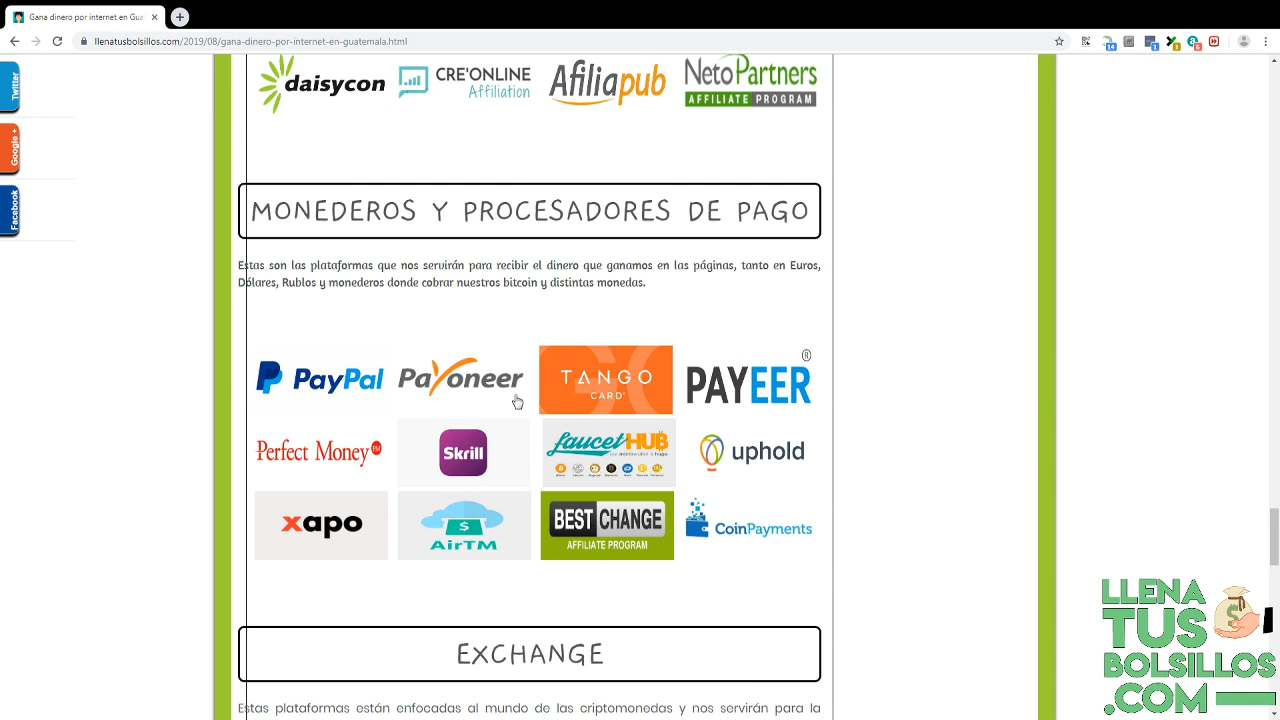 Gana dinero por internet en Gua
llenatusbolsillos.com/2019/08/gana-dinero-por-internet-en-guatemala.html
Twitter
Google +
Facebook
daisycon
CRE'ONLINE
Affiliation
Afiliapub
NetoPartners
AFFILIATE PROGRAM
MONEDEROS Y PROCESADORES DE PAGO
Estas son las plataformas que nos servirán para recibir el dinero que ganamos en las páginas, tanto en Euros,
Dólares, Rublos y monederos donde cobrar nuestros bitcoin y distintas monedas.
PayPal
Payoneer
TANGO
CARD
PAYEER®
Perfect Money PM
Skrill
faucetHUB
uphold
xapo
AirTM
BESTCHANGE
AFFILIATE PROGRAM
CoinPayments
EXCHANGE
Estas plataformas están enfocadas al mundo de las criptomonedas y nos servirán para la
LLENA
TUS
BOLSILLOS
.COM